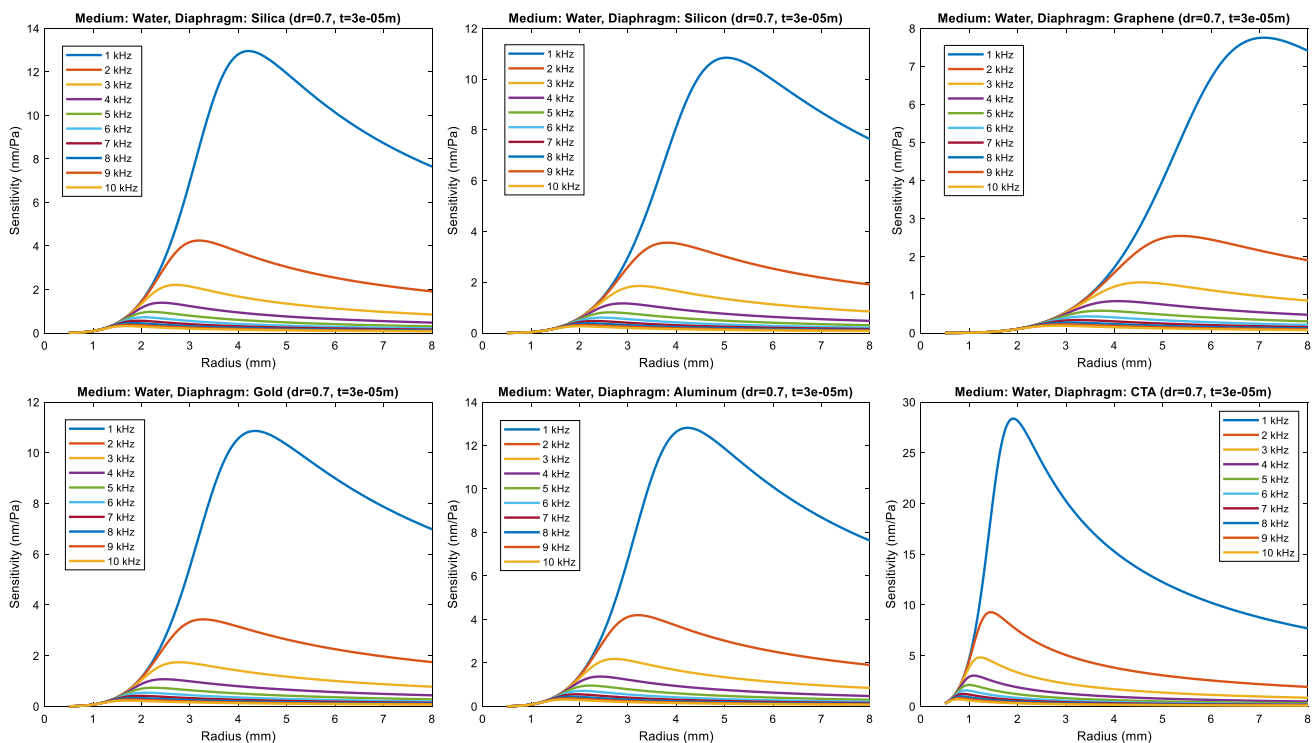 Medium: Water, Diaphragm: Silica (dr=0.7, t=3e-05m)
14
12
10
8
6
4
2
0
Sensitivity (nm/Pa)
1 kHz
2 kHz
3 kHz
4 kHz
5 kHz
6 kHz
7 kHz
8 kHz
9 kHz
10 kHz
0 1 2 3 4 5 6 7 8
Radius (mm)
Medium: Water, Diaphragm: Silicon (dr=0.7, t=3e-05m)
12
10
8
6
4
2
0
Sensitivity (nm/Pa)
1 kHz
2 kHz
3 kHz
4 kHz
5 kHz
6 kHz
7 kHz
8 kHz
9 kHz
10 kHz
0 1 2 3 4 5 6 7 8
Radius (mm)
Medium: Water, Diaphragm: Graphene (dr=0.7, t=3e-05m)
8
7
6
5
4
3
2
1
0
Sensitivity (nm/Pa)
1 kHz
2 kHz
3 kHz
4 kHz
5 kHz
6 kHz
7 kHz
8 kHz
9 kHz
10 kHz
0 1 2 3 4 5 6 7 8
Radius (mm)
Medium: Water, Diaphragm: Gold (dr=0.7, t=3e-05m)
12
10
8
6
4
2
0
Sensitivity (nm/Pa)
1 kHz
2 kHz
3 kHz
4 kHz
5 kHz
6 kHz
7 kHz
8 kHz
9 kHz
10 kHz
0 1 2 3 4 5 6 7 8
Radius (mm)
Medium: Water, Diaphragm: Aluminum (dr=0.7, t=3e-05m)
14
12
10
8
6
4
2
0
Sensitivity (nm/Pa)
1 kHz
2 kHz
3 kHz
4 kHz
5 kHz
6 kHz
7 kHz
8 kHz
9 kHz
10 kHz
0 1 2 3 4 5 6 7 8
Radius (mm)
Medium: Water, Diaphragm: CTA (dr=0.7, t=3e-05m)
30
25
20
15
10
5
0
Sensitivity (nm/Pa)
1 kHz
2 kHz
3 kHz
4 kHz
5 kHz
6 kHz
7 kHz
8 kHz
9 kHz
10 kHz
0 1 2 3 4 5 6 7 8
Radius (mm)